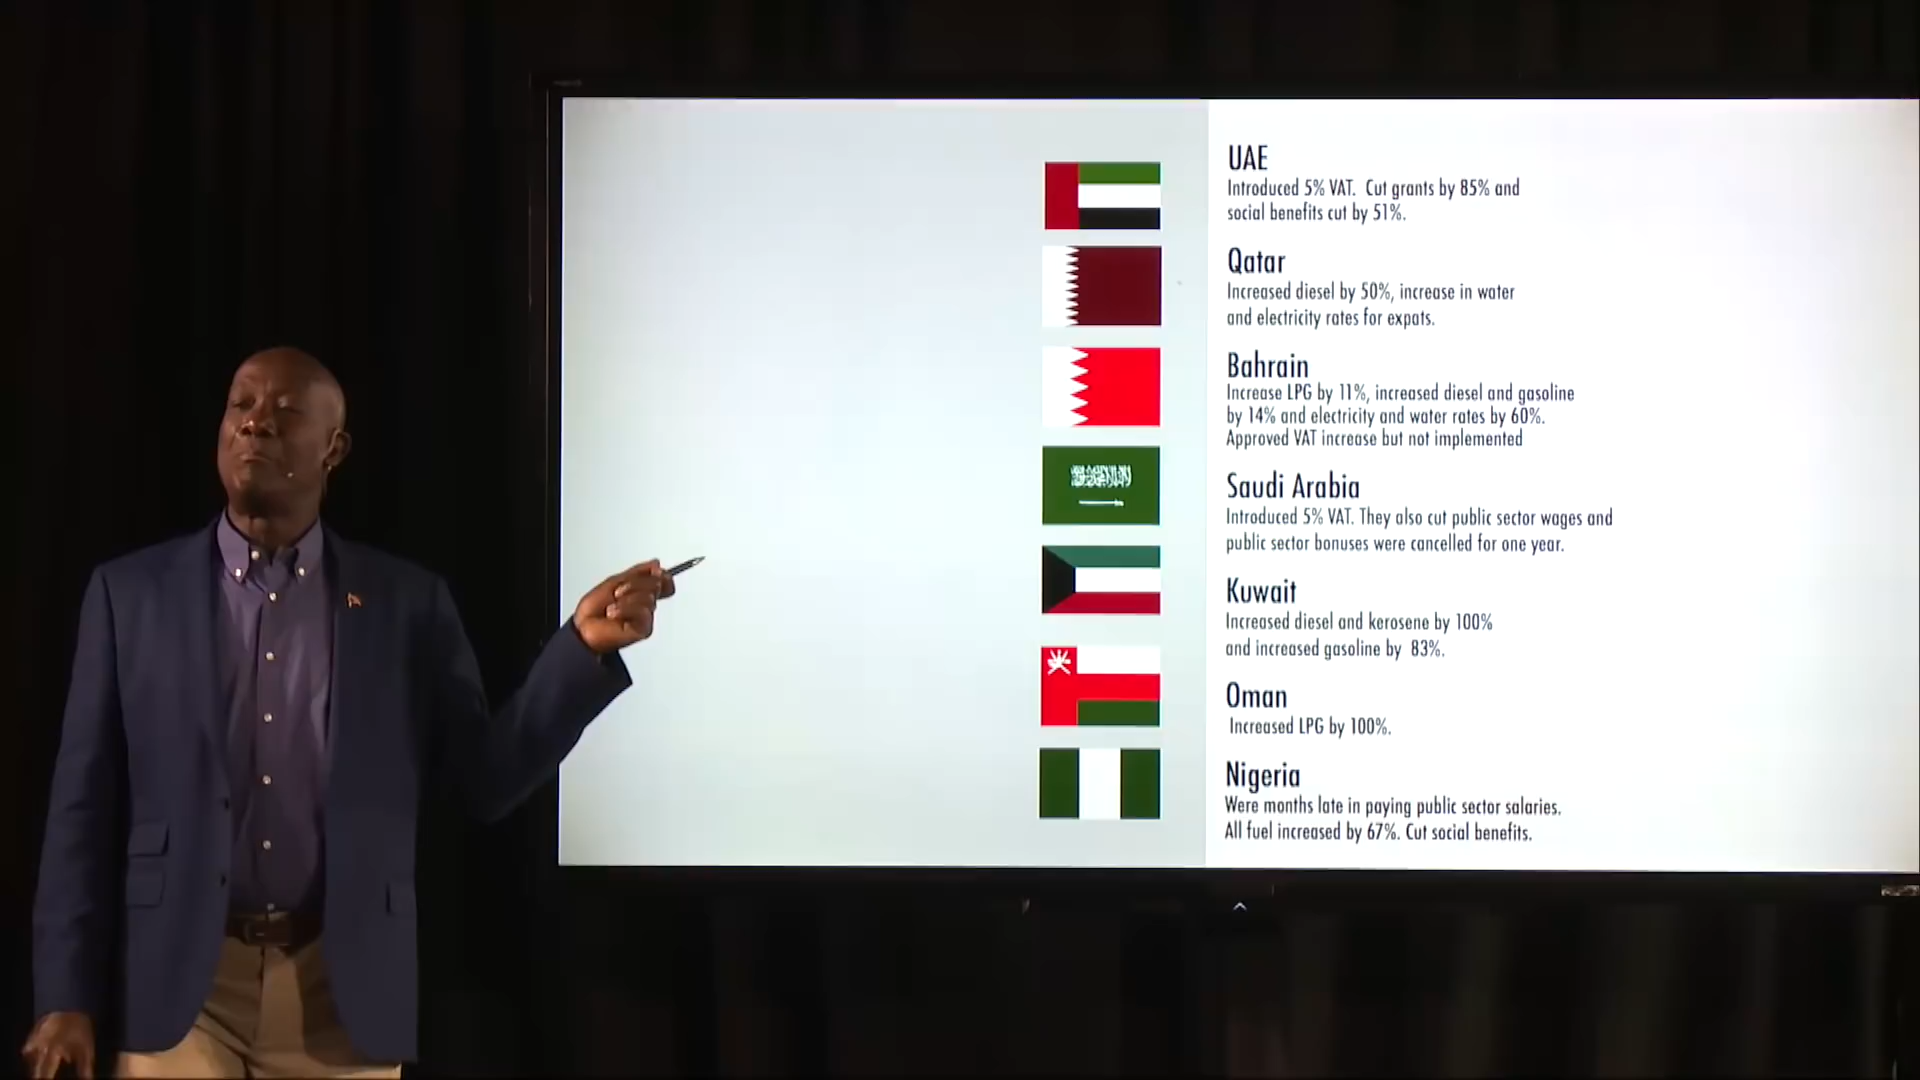 UAE
Introduced 5% VAT. Cut grants by 85% and
social benefits cut by 51%.
Qatar
Increased diesel by 50%, increase in water
and electricity rates for expats.
Bahrain
Increase LPG by 11%, increased diesel and gasoline
by 14% and electricity and water rates by 60%.
Approved VAT increase but not implemented
Saudi Arabia
Introduced 5% VAT. They also cut public sector wages and
public sector bonuses were cancelled for one year.
Kuwait
Increased diesel and kerosene by 100%
and increased gasoline by 83%.
Oman
Increased LPG by 100%.
Nigeria
Were months late in paying public sector salaries.
All fuel increased by 67%. Cut social benefits.